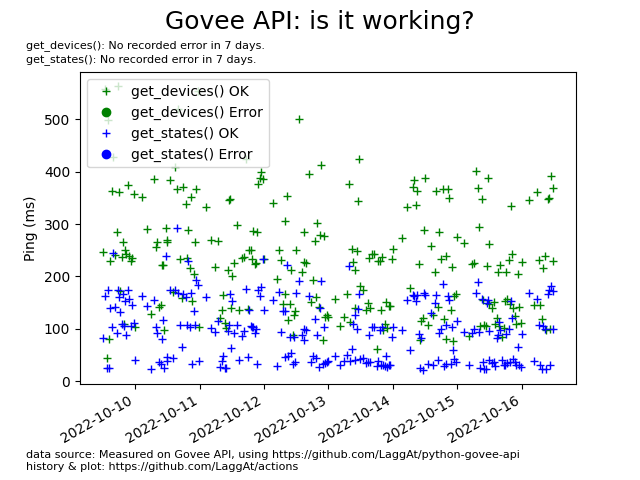 Govee API: is it working?
get_devices(): No recorded error in 7 days.
get_states(): No recorded error in 7 days.
get_devices() OK
get_devices() Error
get_states() OK
get_states() Error
Ping (ms)
500
400
300
200
100
0
2022-10-10
2022-10-11
2022-10-12
2022-10-13
2022-10-14
2022-10-15
2022-10-16
data source: Measured on Govee API, using https://github.com/LaggAt/python-govee-api
history & plot: https://github.com/LaggAt/actions